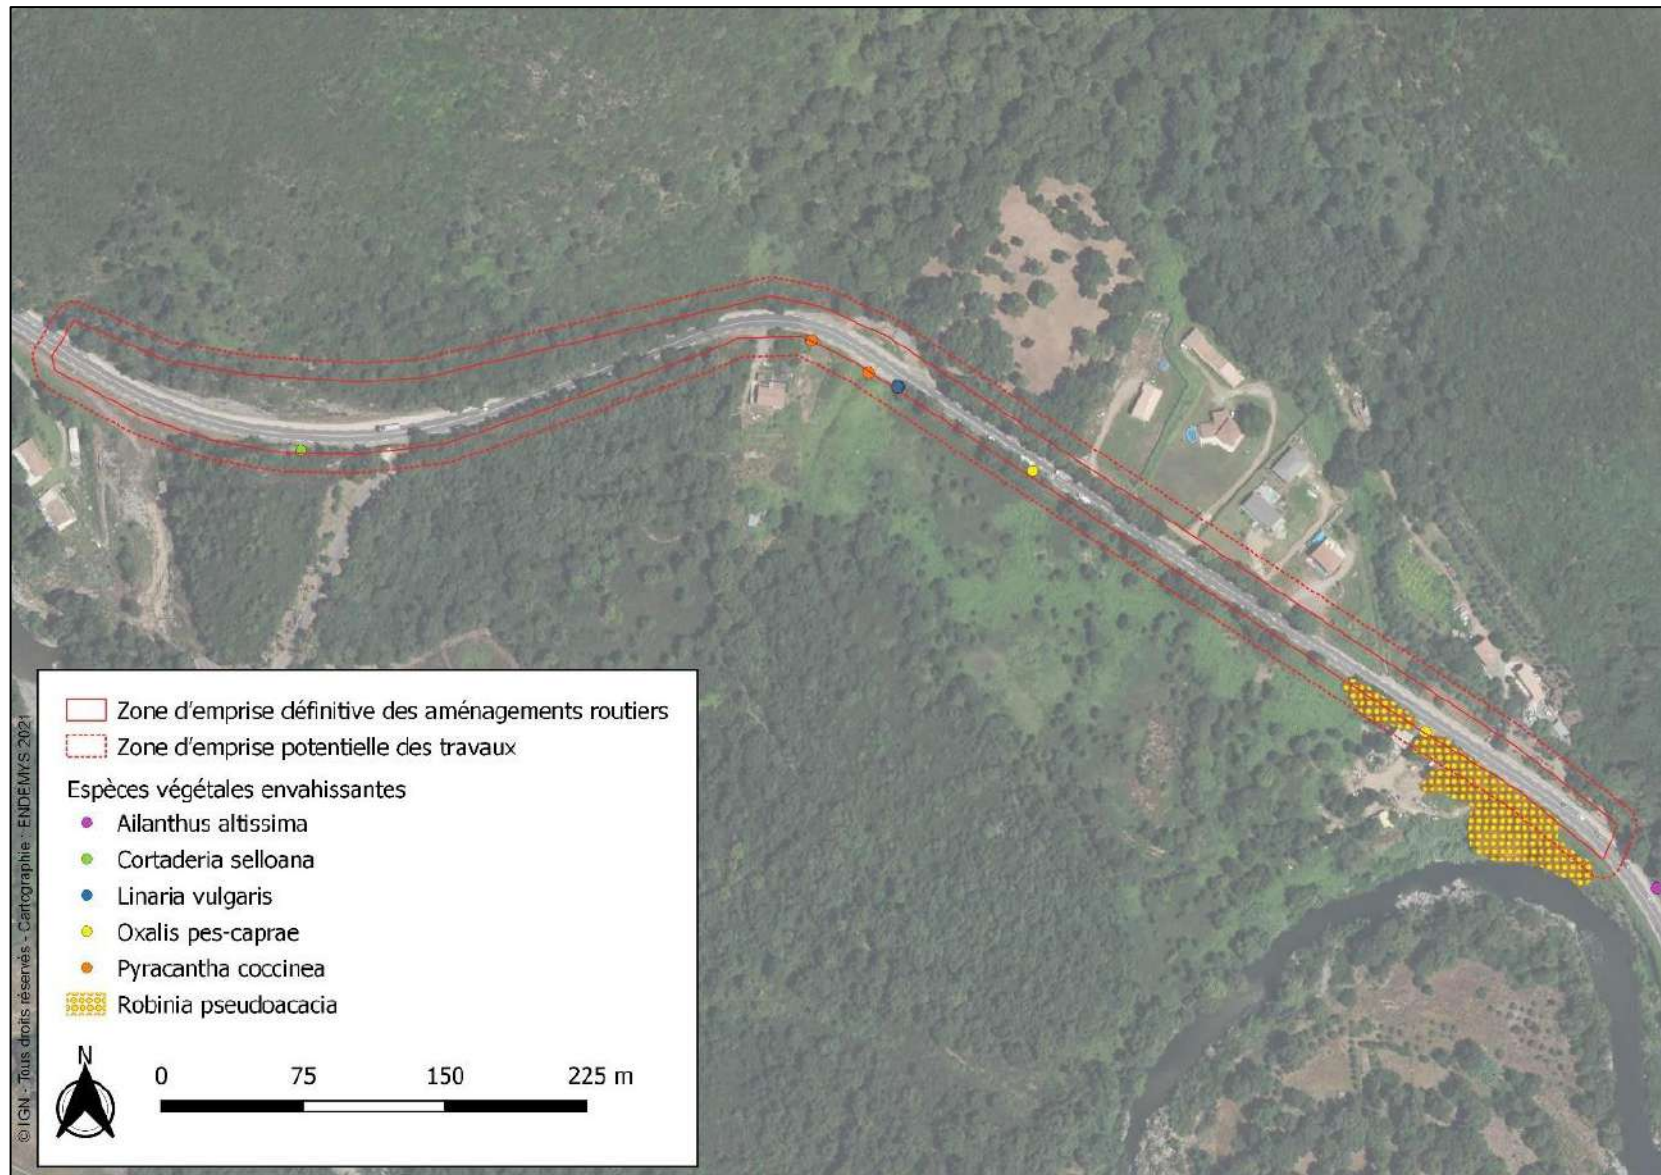 Zone d'emprise définitive des aménagements routiers
Zone d'emprise potentielle des travaux
Espèces végétales envahissantes
Ailanthus altissima
Cortaderia selloana
Linaria vulgaris
Oxalis pes-caprae
Pyracantha coccinea
Robinia pseudoacacia
N
0 75 150 225 m
© IGN - Tous droits réservés - Cartographie : ENDEMYS 2021